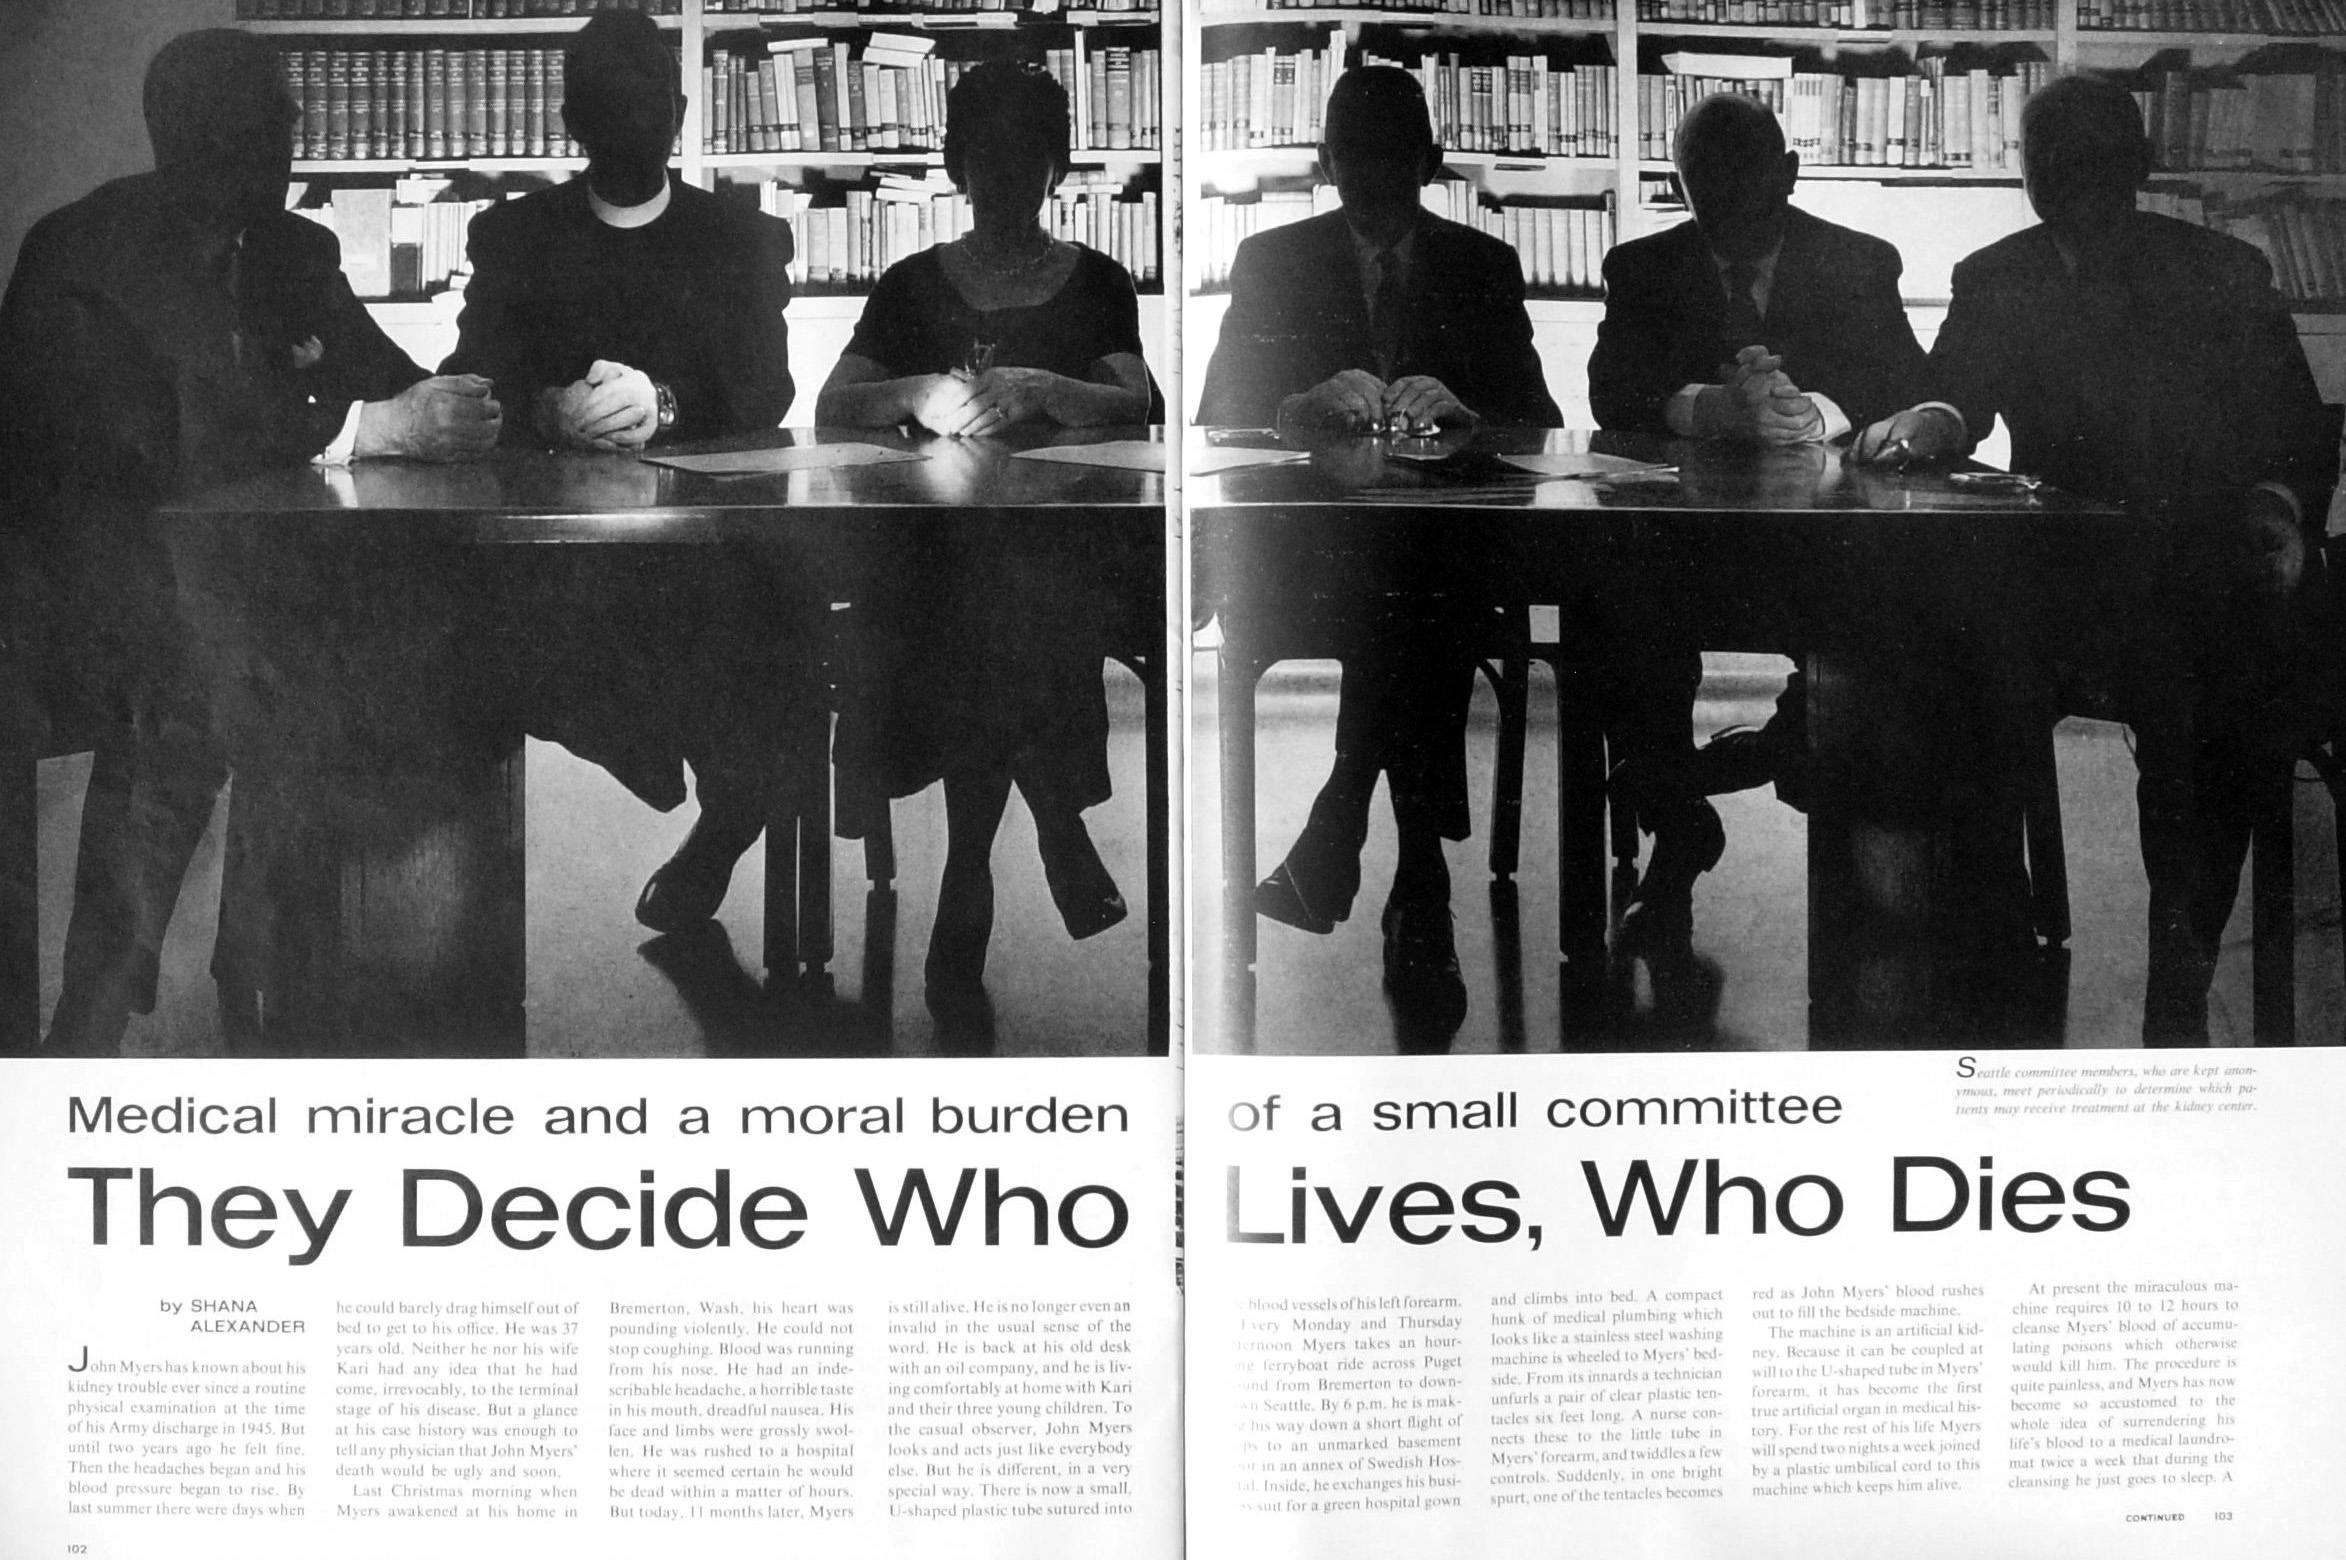 Seattle committee members, who are kept anon-
ymous, meet periodically to determine which pa-
tients may receive treatment at the kidney center.
Medical miracle and a moral burden of a small committee
They Decide Who Lives, Who Dies
by SHANA
ALEXANDER
John Myers has known about his
kidney trouble ever since a routine
physical examination at the time
of his Army discharge in 1945. But
until two years ago he felt fine.
Then the headaches began and his
blood pressure began to rise. By
last summer there were days when
he could barely drag himself out of
bed to get to his office. He was 37
years old. Neither he nor his wife
Kari had any idea that he had
come, irrevocably, to the terminal
stage of his disease. But a glance
at his case history was enough to
tell any physician that John Myers'
death would be ugly and soon.
Last Christmas morning when
Myers awakened at his home in
Bremerton, Wash. his heart was
pounding violently. He could not
stop coughing. Blood was running
from his nose. He had an inde-
scribable headache, a horrible taste
in his mouth, dreadful nausea. His
face and limbs were grossly swol-
len. He was rushed to a hospital
where it seemed certain he would
be dead within a matter of hours.
But today, 11 months later, Myers
is still alive. He is no longer even an
invalid in the usual sense of the
word. He is back at his old desk
with an oil company, and he is liv-
ing comfortably at home with Kari
and their three young children. To
the casual observer, John Myers
looks and acts just like everybody
else. But he is different, in a very
special way. There is now a small,
U-shaped plastic tube sutured into
blood vessels of his left forearm.
very Monday and Thursday
ternoon Myers takes an hour-
ferryboat ride across Puget
und from Bremerton to down-
Seattle. By 6 p.m. he is mak-
his way down a short flight of
to an unmarked basement
in an annex of Swedish Hos-
Inside, he exchanges his busi-
suit for a green hospital gown
and climbs into bed. A compact
hunk of medical plumbing which
looks like a stainless steel washing
machine is wheeled to Myers' bed-
side. From its innards a technician
unfurls a pair of clear plastic ten-
tacles six feet long. A nurse con-
nects these to the little tube in
Myers' forearm, and twiddles a few
controls. Suddenly, in one bright
spurt, one of the tentacles becomes
red as John Myers' blood rushes
out to fill the bedside machine.
The machine is an artificial kid-
ney. Because it can be coupled at
will to the U-shaped tube in Myers'
forearm, it has become the first
true artificial organ in medical his-
tory. For the rest of his life Myers
will spend two nights a week joined
by a plastic umbilical cord to this
machine which keeps him alive.
At present the miraculous ma-
chine requires 10 to 12 hours to
cleanse Myers' blood of accumu-
lating poisons which otherwise
would kill him. The procedure is
quite painless, and Myers has now
become so accustomed to the
whole idea of surrendering his
life's blood to a medical laundro-
mat twice a week that during the
cleansing he just goes to sleep. A
102
CONTINUED 103